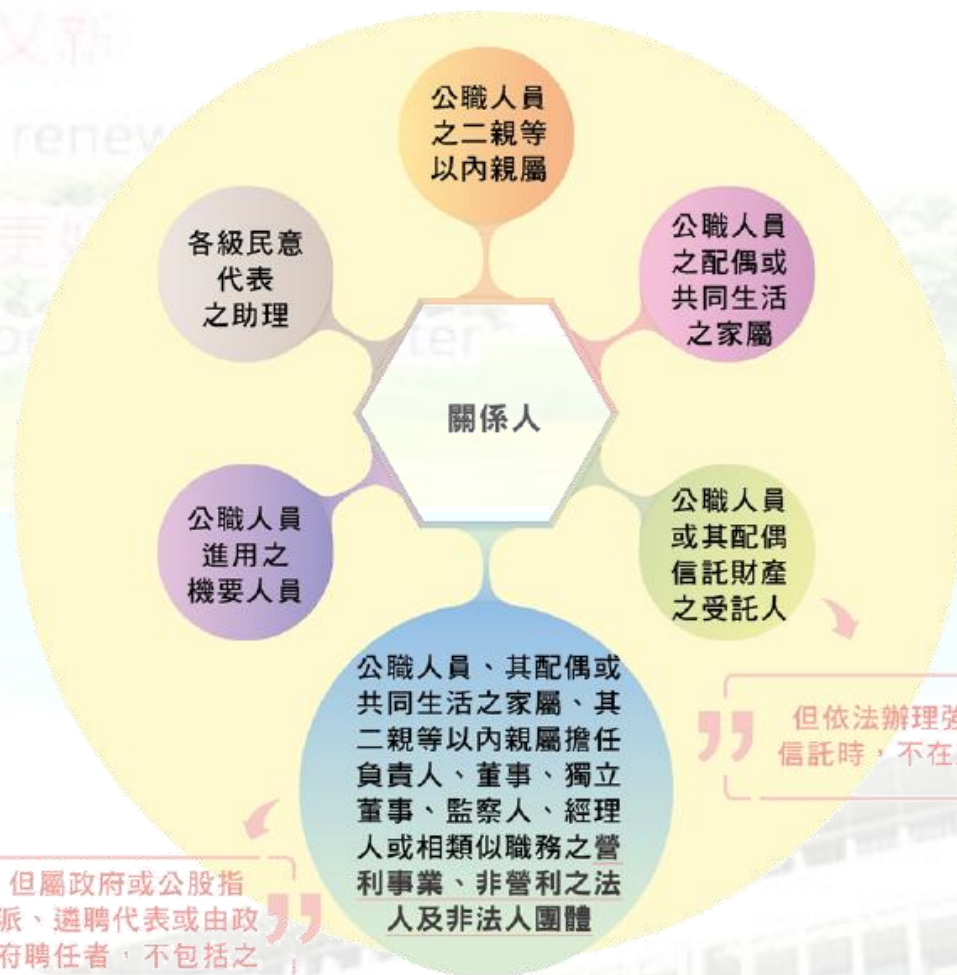 公職人員
之二親等
以內親屬
各級民意
代表
之助理
公職人員
之配偶或
共同生活
之家屬
關係人
公職人員
進用之
機要人員
公職人員
或其配偶
信託財產
之受託人
公職人員、其配偶或
共同生活之家屬、其
二親等以內親屬擔任
負責人、董事、獨立
董事、監察人、經理
人或相類似職務之營
利事業、非營利之法
人及非法人團體
但依法辦理強
信託時,不在
但屬政府或公股指
派、遴聘代表或由政
府聘任者,不包括之
又新
renew
ter